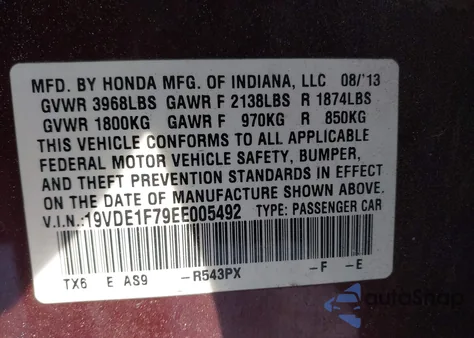 MFD. BY HONDA MFG. OF INDIANA, LLC 08/'13
GVWR 3968LBS GAWR F 2138LBS R 1874LBS
GVWR 1800KG GAWR F 970KG R 850KG
THIS VEHICLE CONFORMS TO ALL APPLICABLE
FEDERAL MOTOR VEHICLE SAFETY, BUMPER,
AND THEFT PREVENTION STANDARDS IN EFFECT
ON THE DATE OF MANUFACTURE SHOWN ABOVE.
V.I.N.:19VDE1F79EE005492 TYPE: PASSENGER CAR
TX6 E AS9 -R543PX -F -E
autoSnap